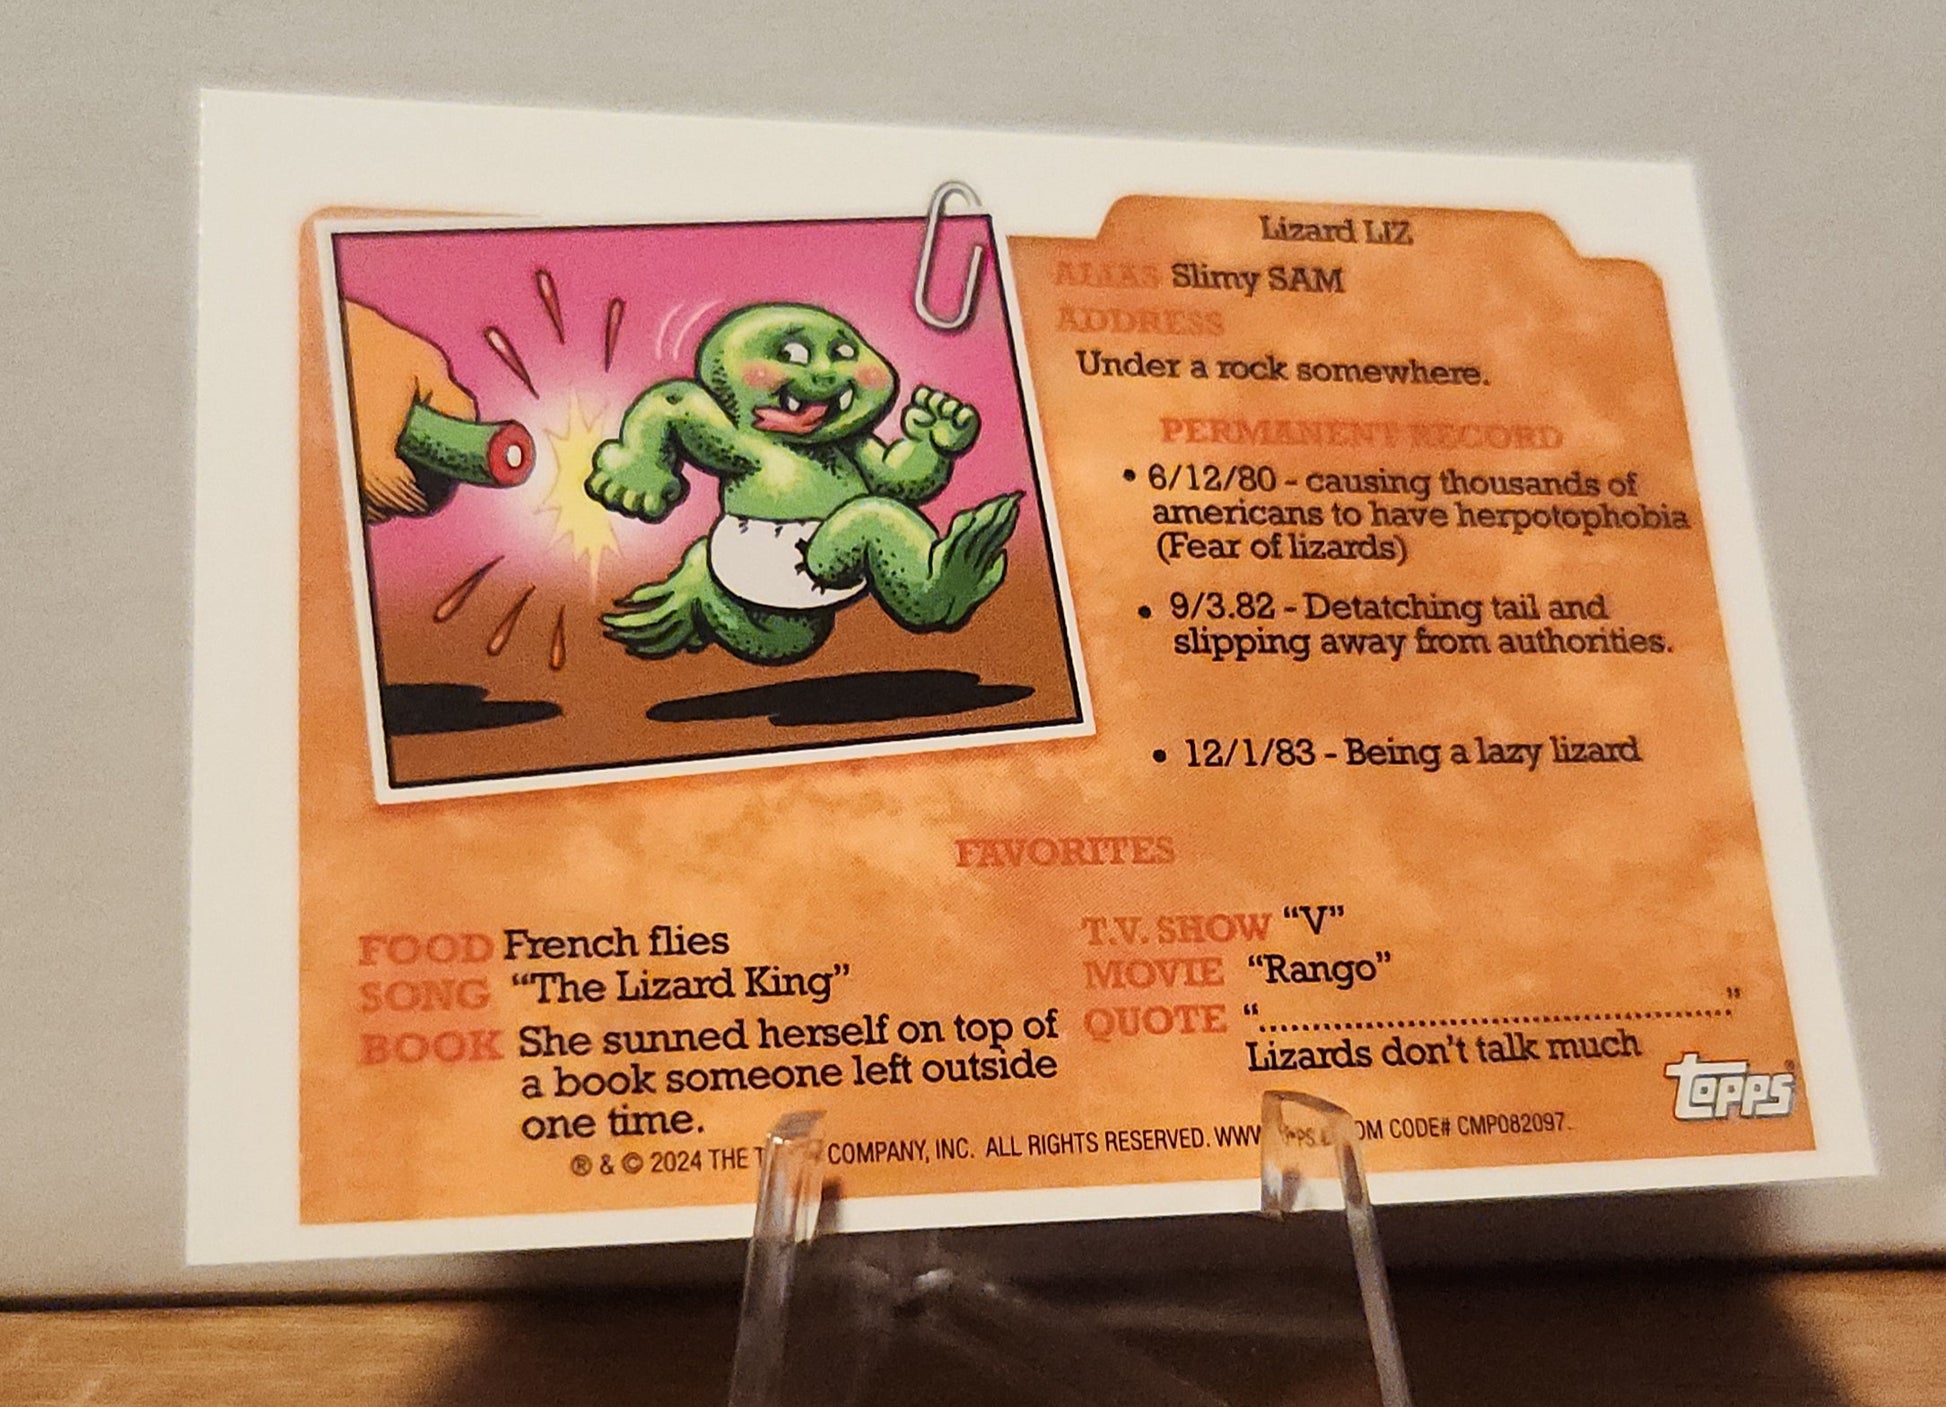 Lizard LIZ
ALIAS Slimy SAM
ADDRESS
Under a rock somewhere.
PERMANENT RECORD
• 6/12/80 - causing thousands of
americans to have herpotophobia
(Fear of lizards)
• 9/3.82 - Detatching tail and
slipping away from authorities.
• 12/1/83 - Being a lazy lizard
FAVORITES
FOOD French flies
SONG "The Lizard King"
BOOK She sunned herself on top of
a book someone left outside
one time.
T.V. SHOW "V"
MOVIE "Rango"
QUOTE "............................................."
Lizards don't talk much
topps®
® & © 2024 THE COMPANY, INC. ALL RIGHTS RESERVED. WWW CODE# CMP082097.